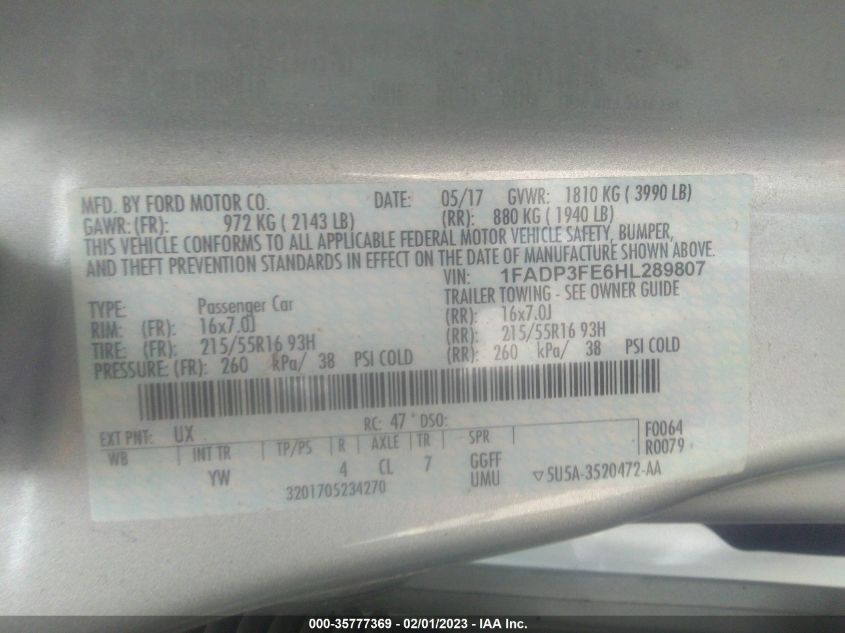 MFD. BY FORD MOTOR CO. DATE: 05/17 GVWR: 1810 KG ( 3990 LB)
GAWR: (FR): 972 KG ( 2143 LB) (RR): 880 KG ( 1940 LB)
THIS VEHICLE CONFORMS TO ALL APPLICABLE FEDERAL MOTOR VEHICLE SAFETY, BUMPER,
AND THEFT PREVENTION STANDARDS IN EFFECT ON THE DATE OF MANUFACTURE SHOWN ABOVE.
VIN: 1FADP3FE6HL289807
TYPE: Passenger Car TRAILER TOWING - SEE OWNER GUIDE
RIM: (FR): 16x7.0J (RR): 16x7.0J
TIRE: (FR): 215/55R16 93H (RR): 215/55R16 93H
PRESSURE: (FR): 260 kPa/ 38 PSI COLD (RR): 260 kPa/ 38 PSI COLD
EXT PNT: UX RC: 47 DSO: F0064
WB INT TR TP/PS R AXLE TR SPR R0079
YW 4 CL 7 GGFF
UMU 5U5A-3520472-AA
3201705234270
000-35777369 - 02/01/2023 - IAA Inc.